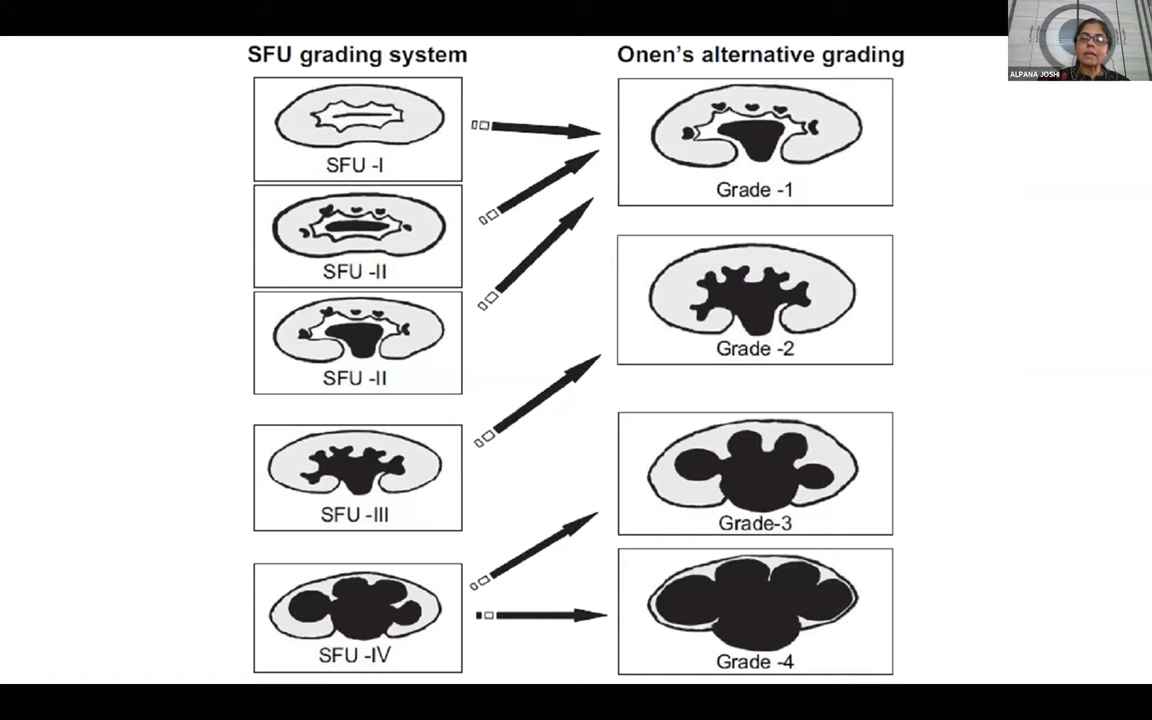 SFU grading system
Onen's alternative grading
ALPANA JOSHI
SFU -I
SFU -II
SFU -II
SFU -III
SFU -IV
Grade -1
Grade -2
Grade-3
Grade -4